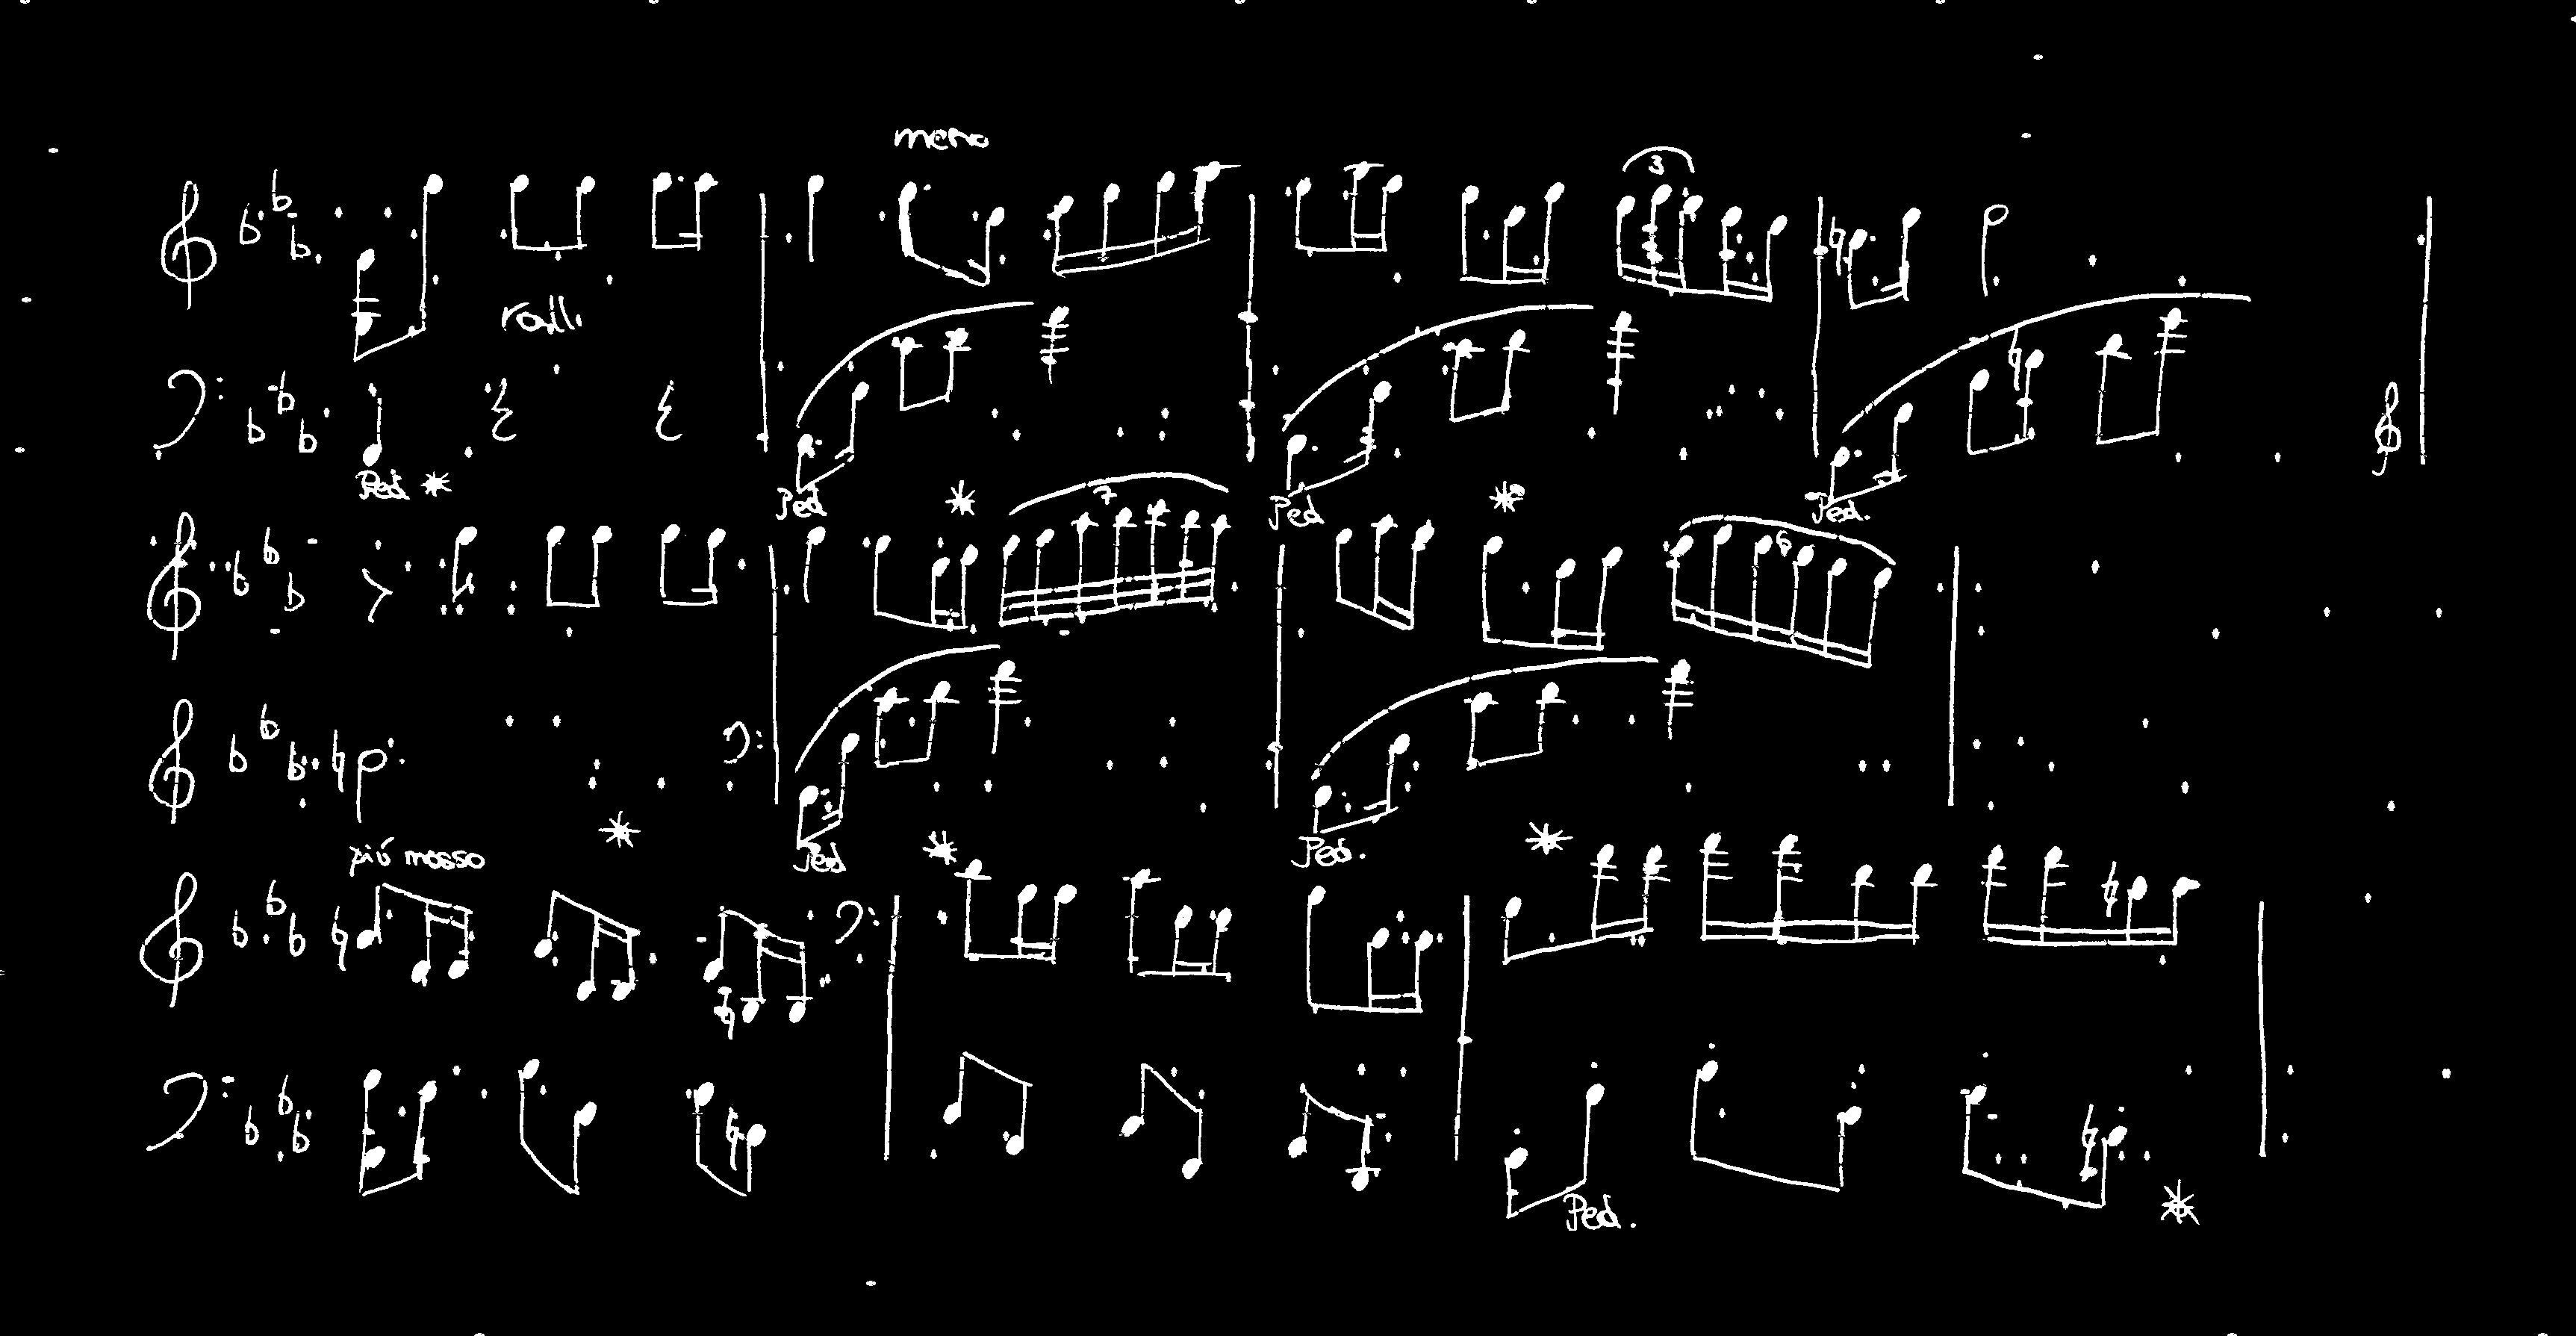 meno
3
rall.
Ped *
Ped * Ped * Ped.
7 6
*
Ped * Ped. *
più mosso
Ped. *